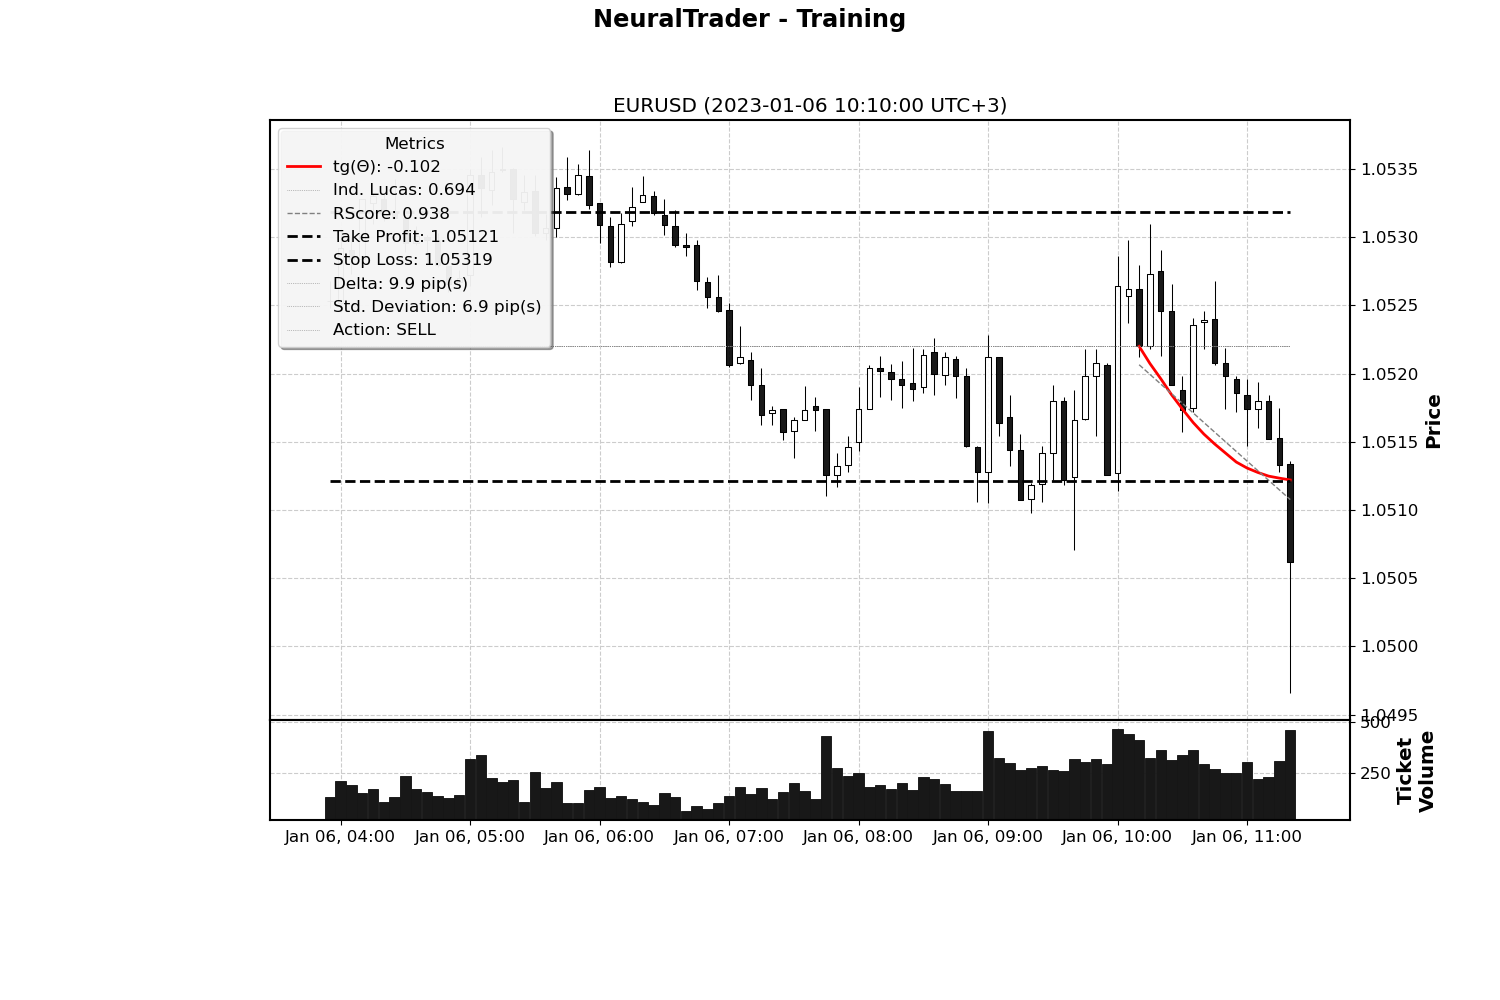 NeuralTrader - Training
EURUSD (2023-01-06 10:10:00 UTC+3)
Metrics
tg(Θ): -0.102
Ind. Lucas: 0.694
RScore: 0.938
Take Profit: 1.05121
Stop Loss: 1.05319
Delta: 9.9 pip(s)
Std. Deviation: 6.9 pip(s)
Action: SELL
1.0535
1.0530
1.0525
1.0520
1.0515
1.0510
1.0505
1.0500
1.0495
Price
500
250
Ticket
Volume
Jan 06, 04:00
Jan 06, 05:00
Jan 06, 06:00
Jan 06, 07:00
Jan 06, 08:00
Jan 06, 09:00
Jan 06, 10:00
Jan 06, 11:00